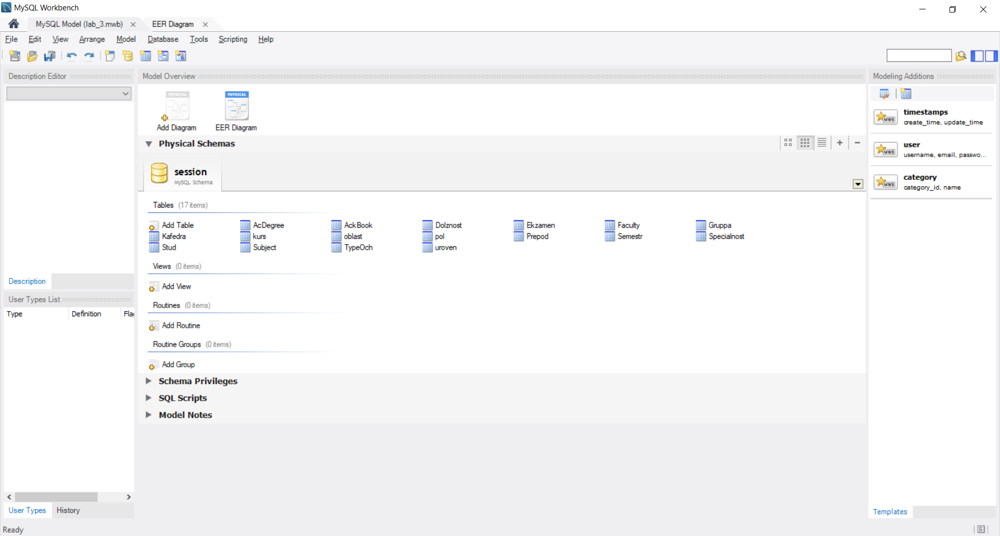 MySQL Workbench
MySQL Model (lab_3.mwb)
EER Diagram
File Edit View Arrange Model Database Tools Scripting Help
Description Editor
Description
User Types List
Type Definition Flag
User Types History
Model Overview
PHYSICAL
Add Diagram
PHYSICAL
EER Diagram
Physical Schemas
session
MySQL Schema
Tables (17 items)
Add Table AcDegree AckBook Dolznost Ekzamen Faculty Gruppa
Kafedra kurs oblast pol Prepod Semestr Specialnost
Stud Subject TypeOch uroven
Views (0 items)
Add View
Routines (0 items)
Add Routine
Routine Groups (0 items)
Add Group
Schema Privileges
SQL Scripts
Model Notes
Modeling Additions
MWB
timestamps
create_time, update_time
MWB
user
username, email, passwo...
MWB
category
category_id, name
Templates
Ready